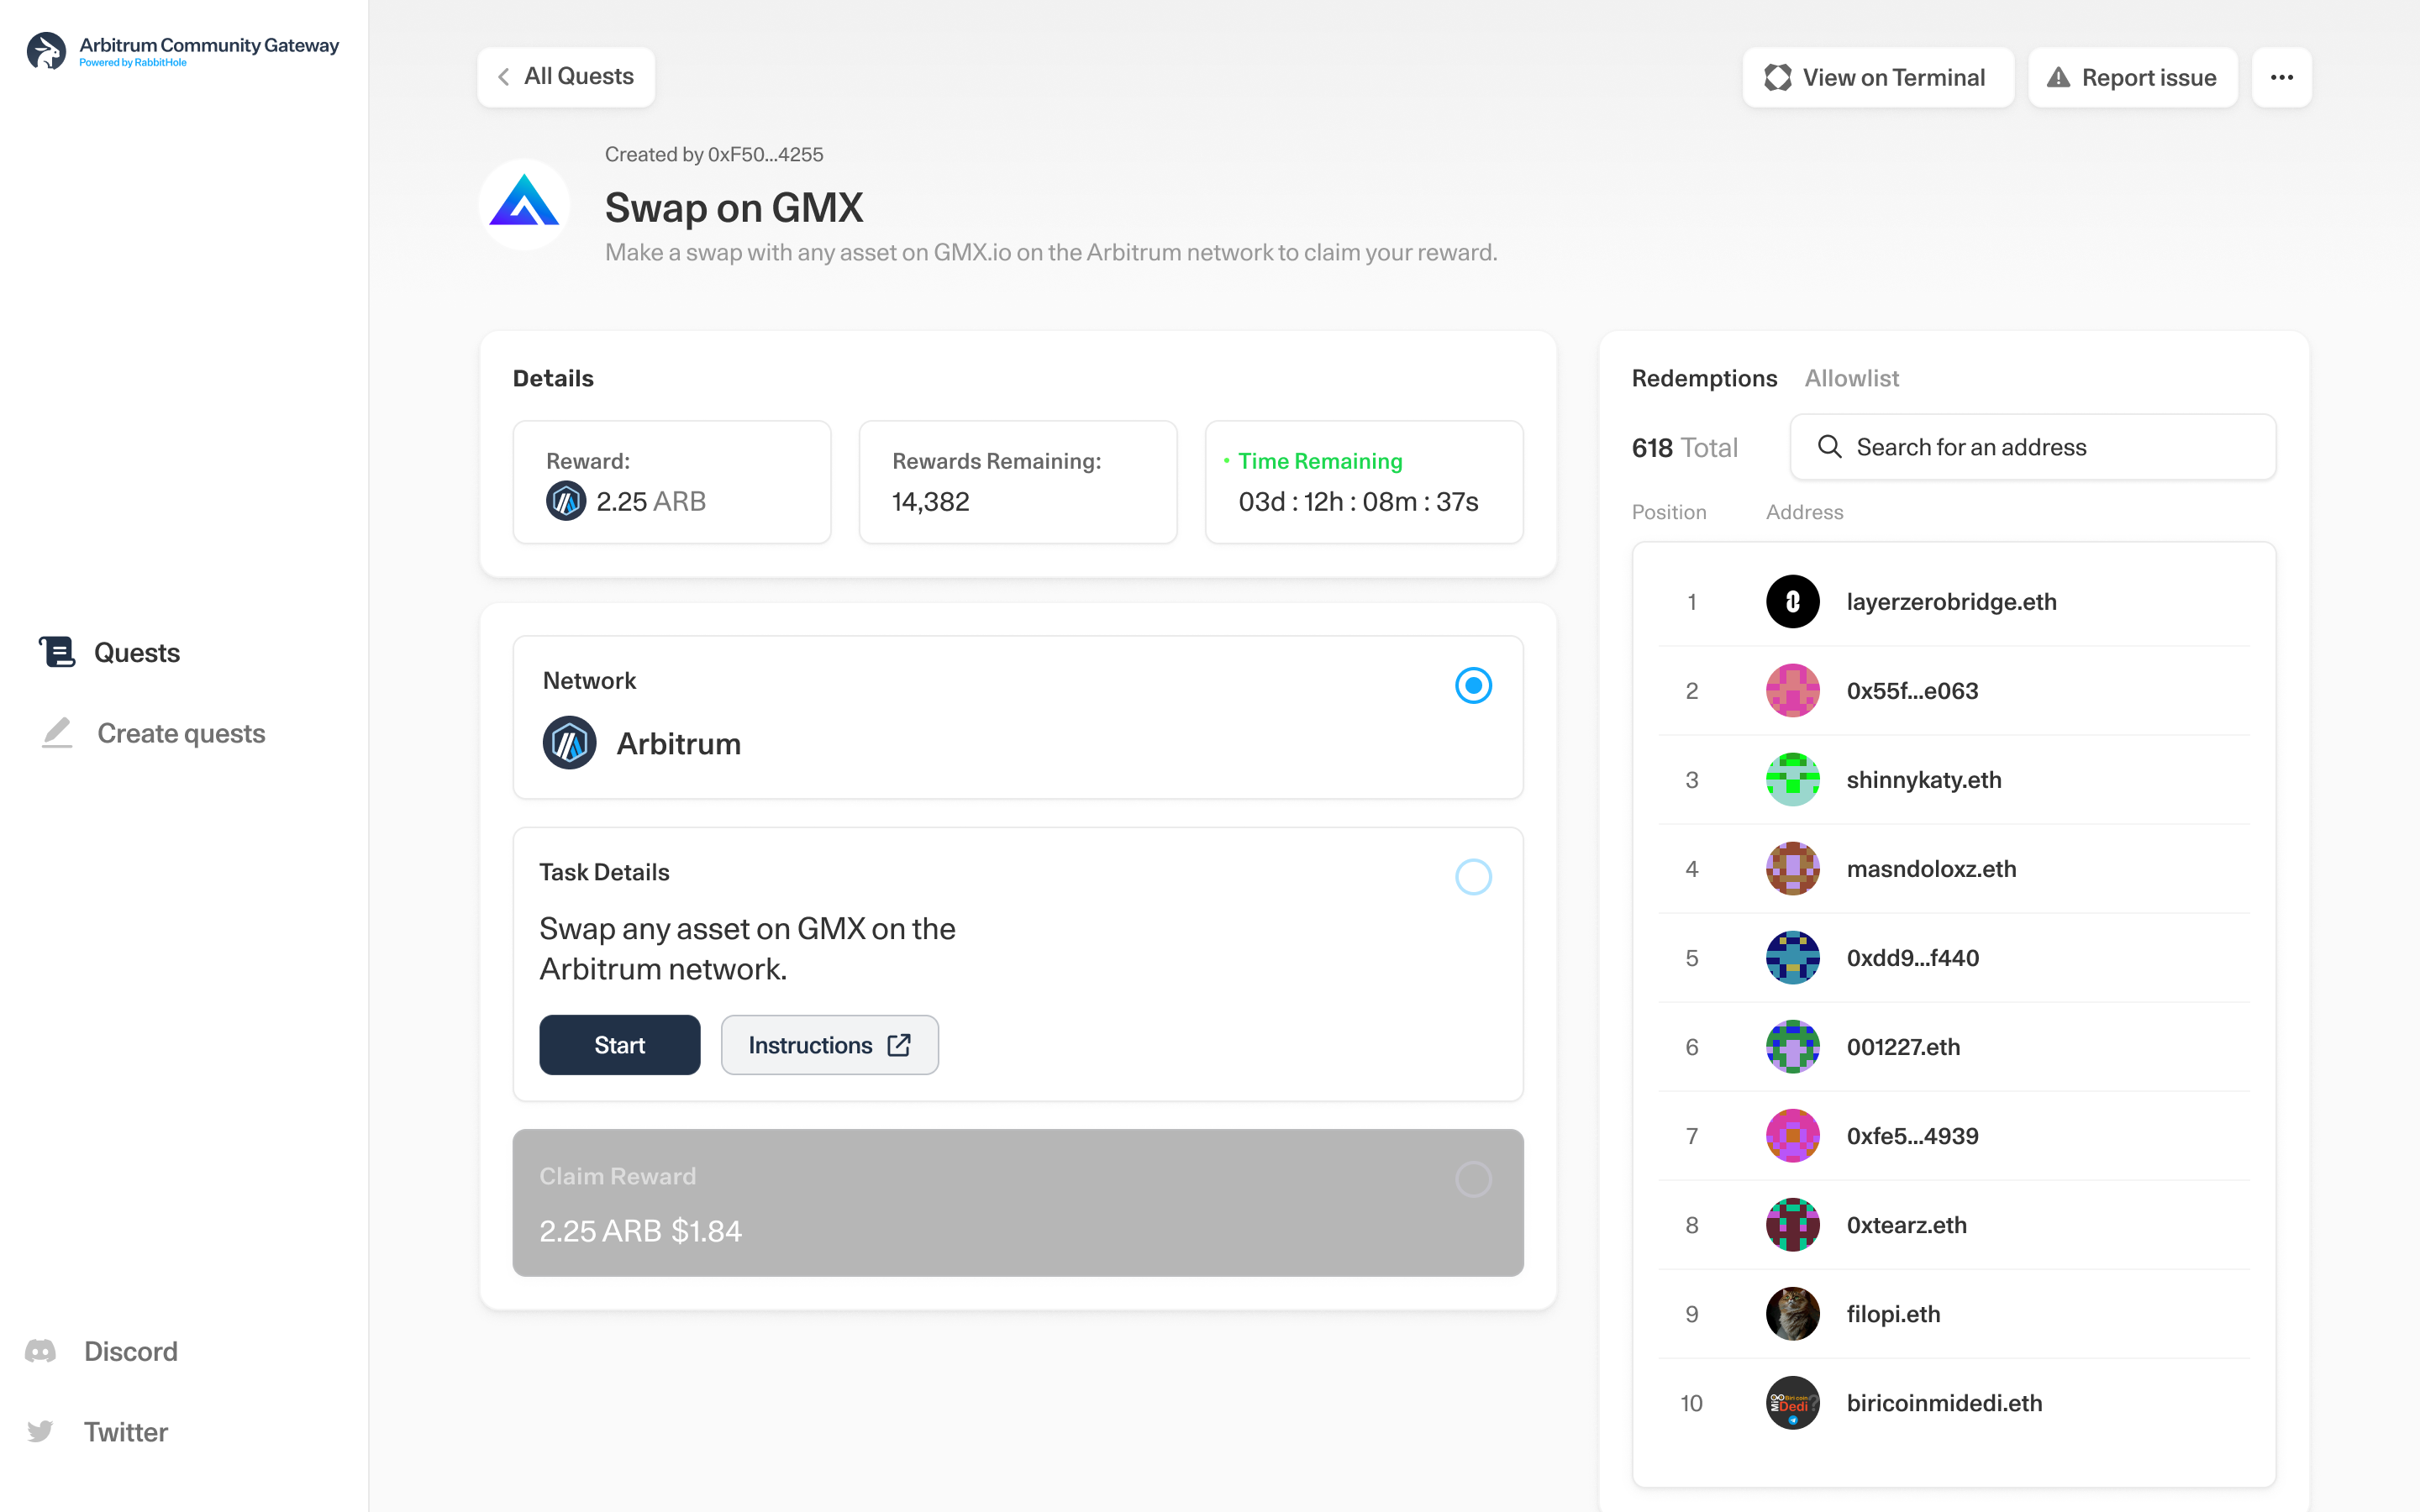 Arbitrum Community Gateway
Powered by RabbitHole
Quests
Create quests
Discord
Twitter
All Quests
View on Terminal
Report issue
Created by 0xF50...4255
Swap on GMX
Make a swap with any asset on GMX.io on the Arbitrum network to claim your reward.
Details
Reward:
2.25 ARB
Rewards Remaining:
14,382
Time Remaining
03d : 12h : 08m : 37s
Network
Arbitrum
Task Details
Swap any asset on GMX on the
Arbitrum network.
Start
Instructions
Claim Reward
2.25 ARB $1.84
Redemptions
Allowlist
618 Total
Search for an address
Position Address
1 layerzerobridge.eth
2 0x55f...e063
3 shinnykaty.eth
4 masndoloxz.eth
5 0xdd9...f440
6 001227.eth
7 0xfe5...4939
8 0xtearz.eth
9 filopi.eth
10 biricoinmidedi.eth